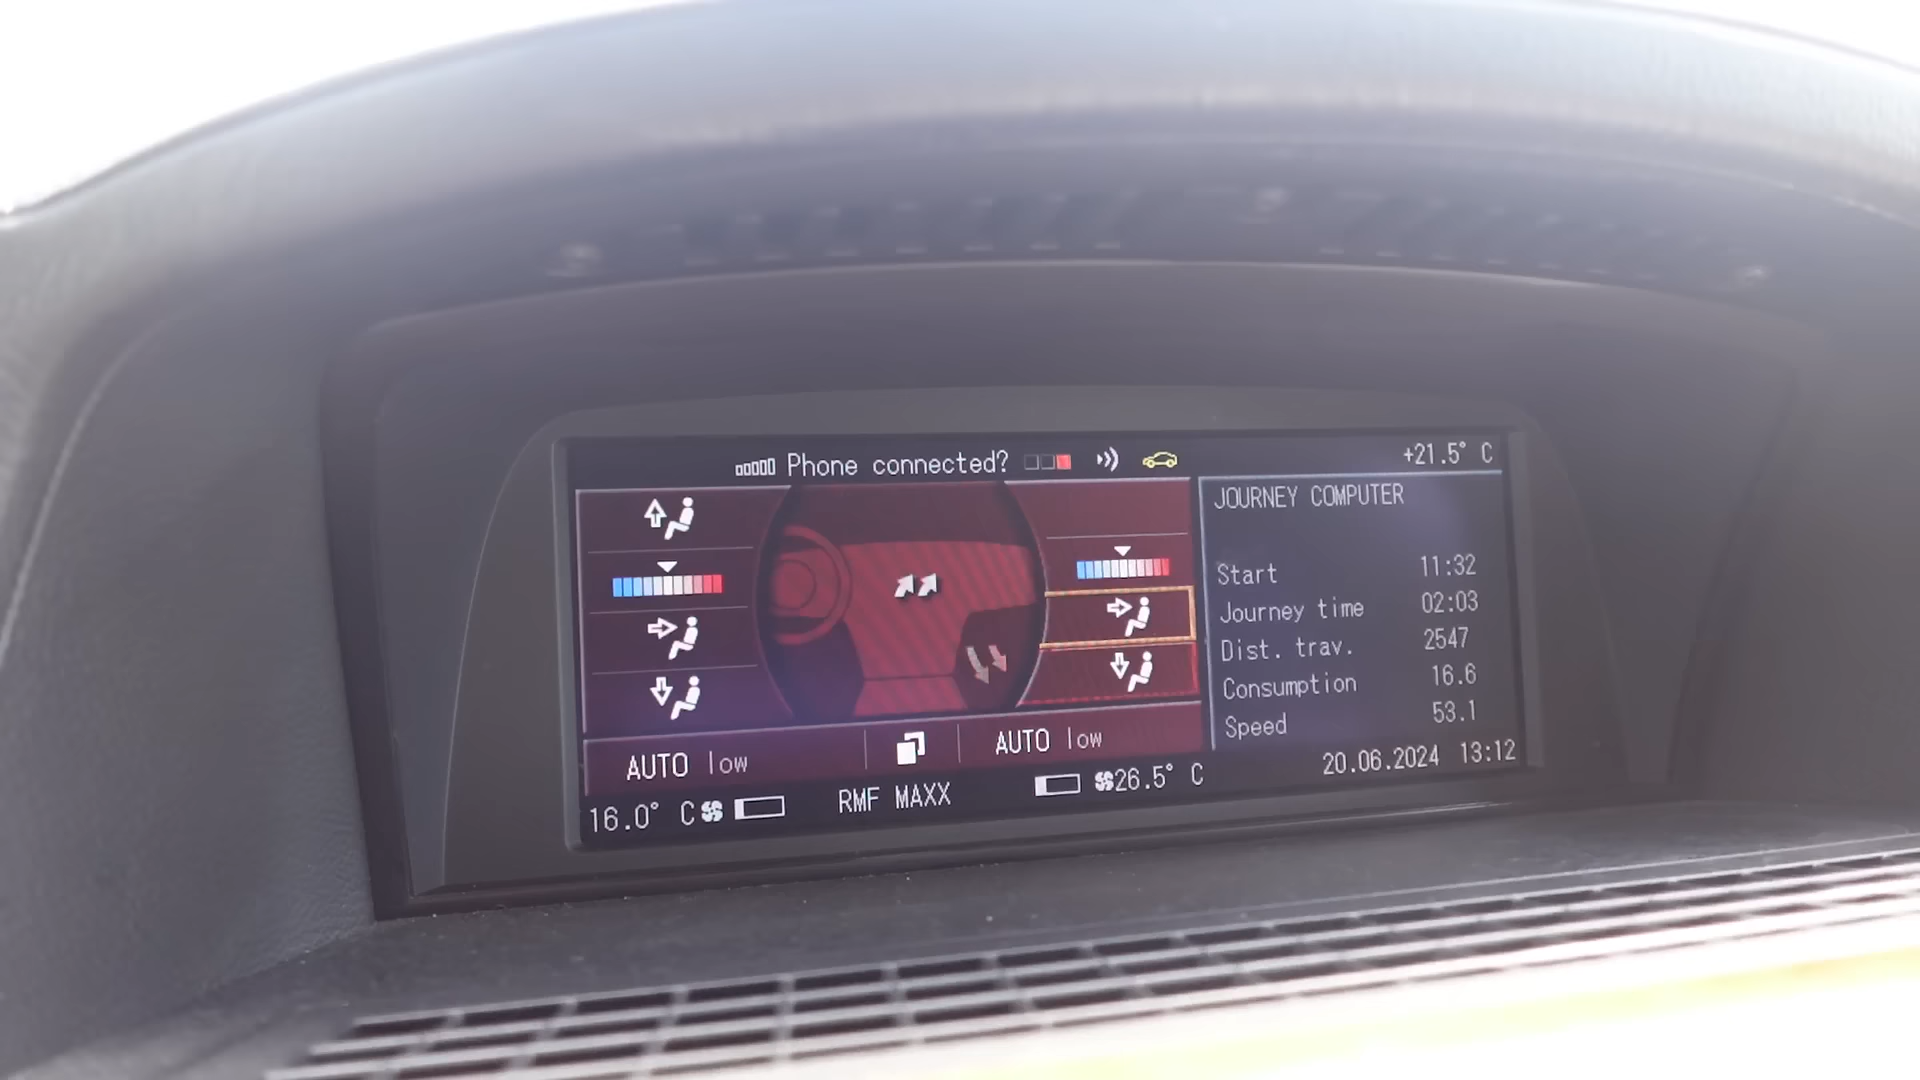 Phone connected?
+21.5° C
JOURNEY COMPUTER
Start 11:32
Journey time 02:03
Dist. trav. 2547
Consumption 16.6
Speed 53.1
AUTO low
AUTO low
20.06.2024 13:12
16.0° C
RMF MAXX
26.5° C